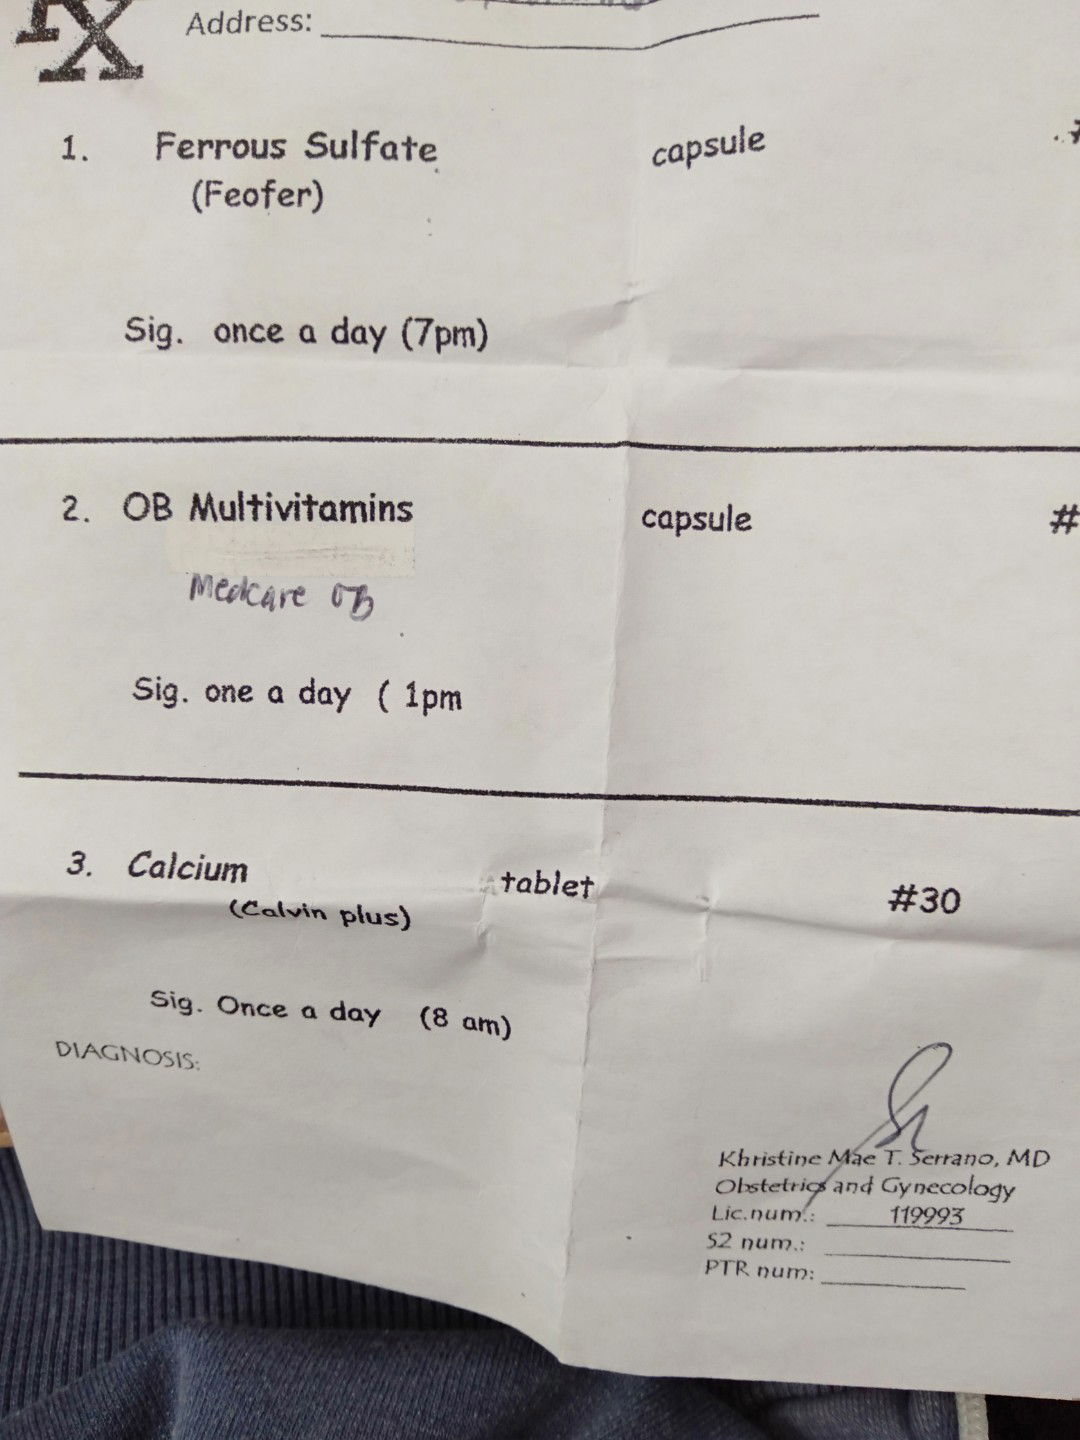 Rx
Address:
1. Ferrous Sulfate capsule
(Feofer)
Sig. once a day (7pm)
2. OB Multivitamins capsule #
Medcare OB
Sig. one a day ( 1pm
3. Calcium tablet #30
(Calvin plus)
Sig. Once a day (8 am)
DIAGNOSIS:
Khristine Mae T. Serrano, MD
Obstetrics and Gynecology
Lic.num.: 119993
S2 num.:
PTR num: